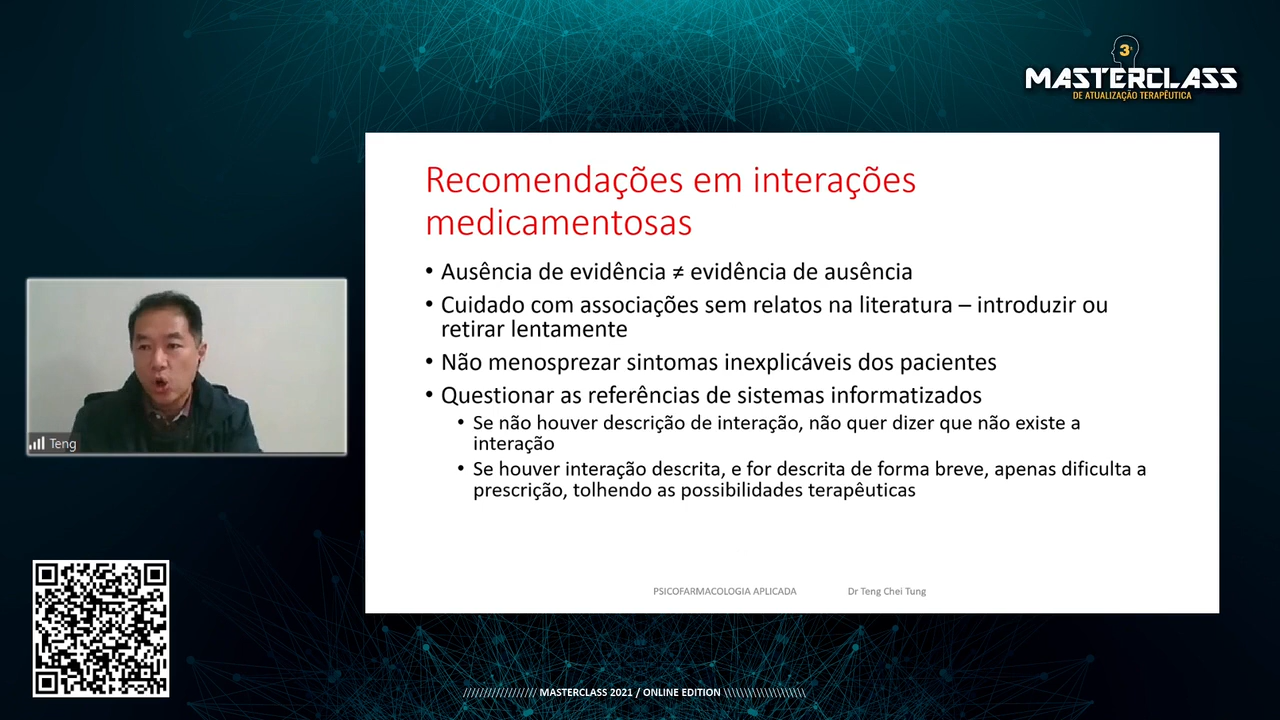 3ª
MASTERCLASS
DE ATUALIZAÇÃO TERAPÊUTICA
Recomendações em interações
medicamentosas
• Ausência de evidência ≠ evidência de ausência
• Cuidado com associações sem relatos na literatura – introduzir ou
retirar lentamente
• Não menosprezar sintomas inexplicáveis dos pacientes
• Questionar as referências de sistemas informatizados
• Se não houver descrição de interação, não quer dizer que não existe a
interação
• Se houver interação descrita, e for descrita de forma breve, apenas dificulta a
prescrição, tolhendo as possibilidades terapêuticas
PSICOFARMACOLOGIA APLICADA Dr Teng Chei Tung
Teng
/////////////////// MASTERCLASS 2021 / ONLINE EDITION \\\\\\\\\\\\\\\\\\\\